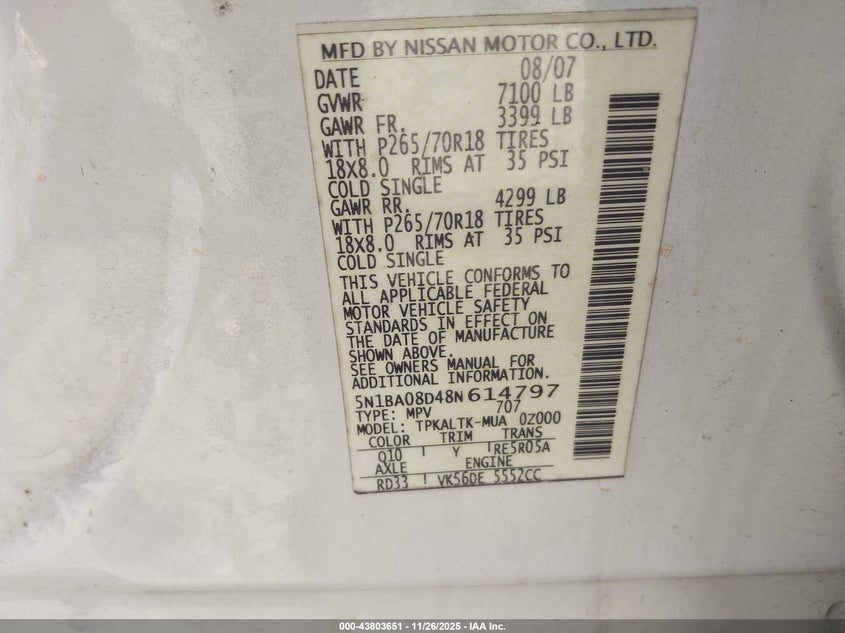 MFD BY NISSAN MOTOR CO., LTD.
DATE 08/07
GVWR 7100 LB
GAWR FR. 3399 LB
WITH P265/70R18 TIRES
18X8.0 RIMS AT 35 PSI
COLD SINGLE
GAWR RR. 4299 LB
WITH P265/70R18 TIRES
18X8.0 RIMS AT 35 PSI
COLD SINGLE
THIS VEHICLE CONFORMS TO
ALL APPLICABLE FEDERAL
MOTOR VEHICLE SAFETY
STANDARDS IN EFFECT ON
THE DATE OF MANUFACTURE
SHOWN ABOVE.
SEE OWNERS MANUAL FOR
ADDITIONAL INFORMATION.
5N1BA08D48N614797
TYPE: MPV 707
MODEL: TPKALTK-MUA 0Z000
COLOR TRIM TRANS
Q10 Y RE5R05A
AXLE ENGINE
RD33 VK56DE 5552CC
000-43803651 - 11/26/2025 - IAA Inc.